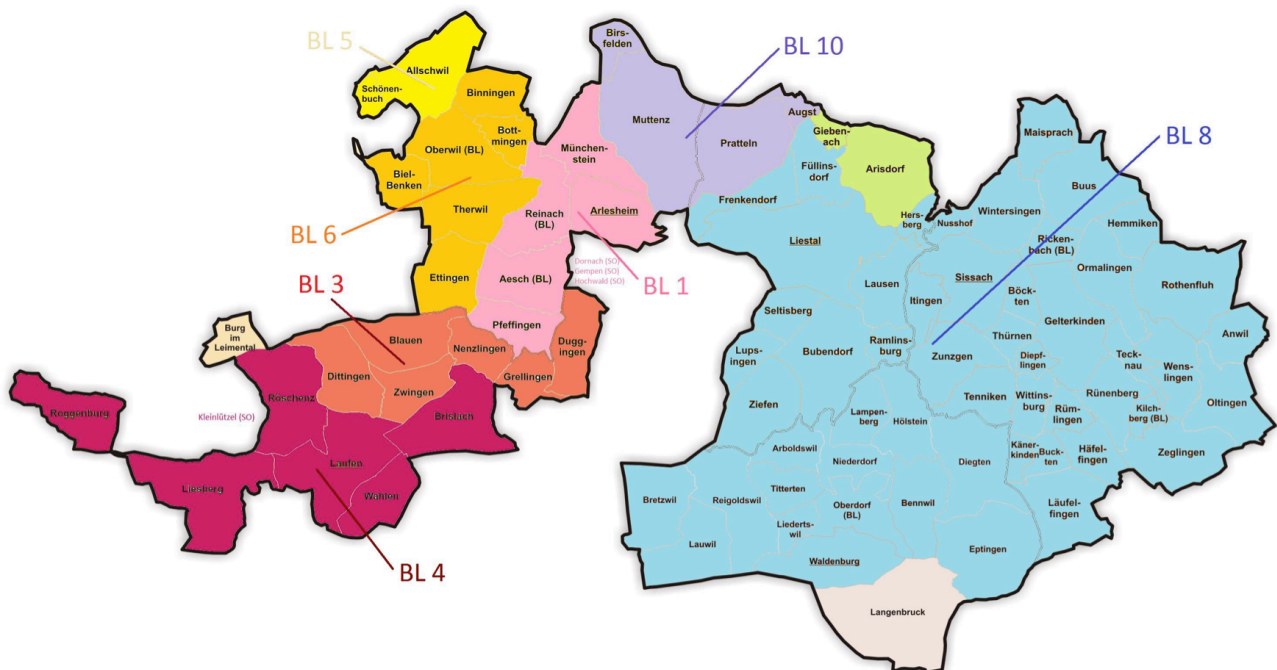 BL 5
Allschwil
Schönen-
buch
Binningen
Bott-
mingen
Oberwil (BL)
Biel-
Benken
Therwil
BL 6
Ettingen
Birs-
felden
BL 10
Muttenz
Pratteln
Augst
München-
stein
Arlesheim
Reinach
(BL)
Aesch (BL)
Dornach (SO)
Gempen (SO)
Hochwald (SO)
BL 1
Pfeffingen
BL 3
Burg
im
Leimental
Blauen
Nenzlingen
Dugg-
ingen
Dittingen
Zwingen
Grellingen
Röschenz
Brislach
Kleinlützel (SO)
Roggenburg
Laufen
Liesberg
Wahlen
BL 4
Gieben-
ach
Arisdorf
Füllins-
dorf
Frenkendorf
Hers-
berg
Liestal
Lausen
Seltisberg
Lups-
ingen
Bubendorf
Ramlins-
burg
Ziefen
Maisprach
BL 8
Buus
Wintersingen
Nusshof
Hemmiken
Ricken-
bach (BL)
Ormalingen
Sissach
Rothenfluh
Itingen
Böck-
ten
Gelterkinden
Thürnen
Anwil
Zunzgen
Diepf-
lingen
Teck-
nau
Wens-
lingen
Tenniken
Wittins-
burg
Rüm-
lingen
Rünenberg
Kilch-
berg (BL)
Oltingen
Lampen-
berg
Hölstein
Arboldswil
Niederdorf
Diegten
Käner-
kinden
Buck-
ten
Häfel-
fingen
Zeglingen
Bretzwil
Reigoldswil
Titterten
Oberdorf
(BL)
Bennwil
Läufel-
fingen
Lauwil
Liederts-
wil
Waldenburg
Eptingen
Langenbruck